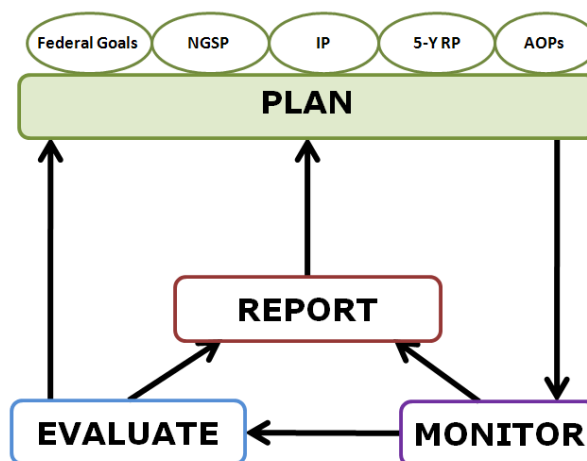 Federal Goals
NGSP
IP
5-Y RP
AOPs
PLAN
REPORT
EVALUATE
MONITOR